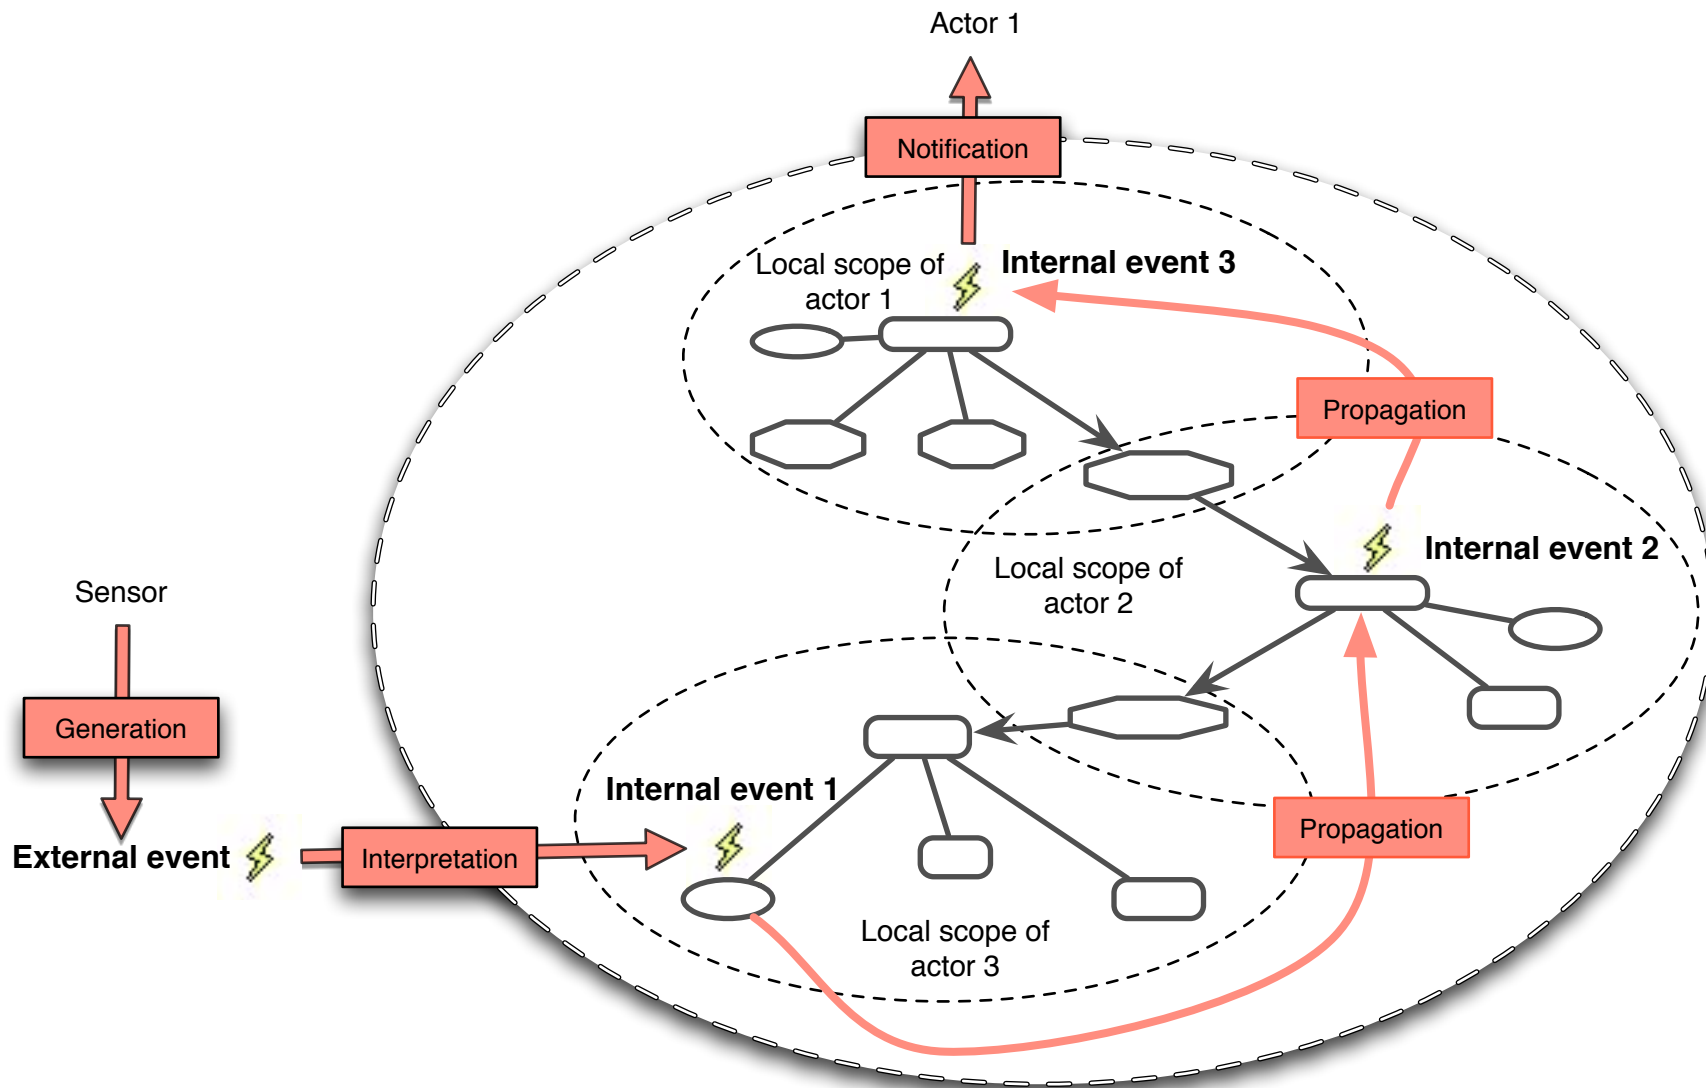 Actor 1
Notification
Local scope of
actor 1
Internal event 3
Propagation
Internal event 2
Local scope of
actor 2
Sensor
Generation
Internal event 1
Propagation
External event
Interpretation
Local scope of
actor 3